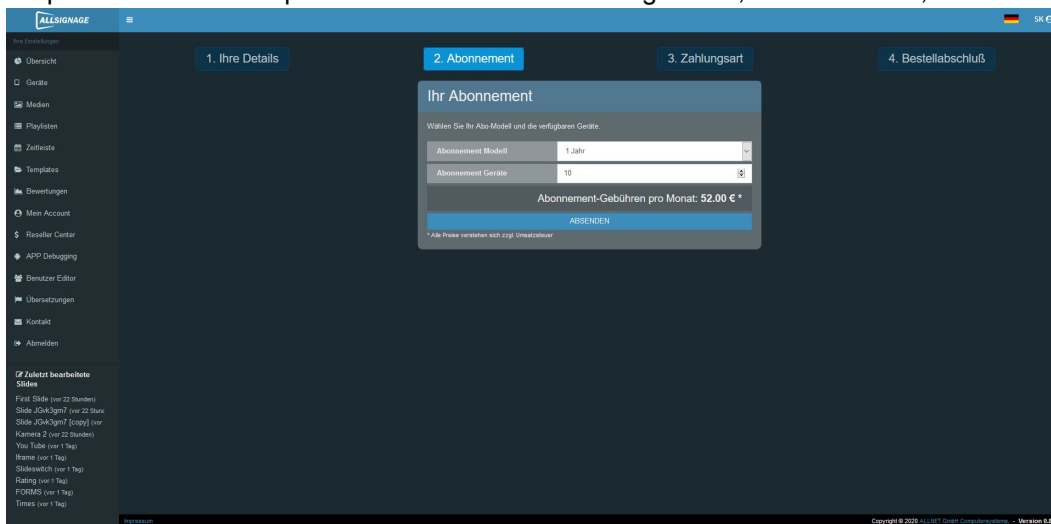 ALLSIGNAGE
SK
Ihre Einstellungen
Übersicht
Geräte
Medien
Playlisten
Zeitleiste
Templates
Bewertungen
Mein Account
Reseller Center
APP Debugging
Benutzer Editor
Übersetzungen
Kontakt
Abmelden
Zuletzt bearbeitete
Slides
First Slide (vor 22 Stunden)
Slide JGvk3gm7 (vor 22 Stunc
Slide JGvk3gm7 [copy] (vor
Kamera 2 (vor 22 Stunden)
You Tube (vor 1 Tag)
Iframe (vor 1 Tag)
Slideswitch (vor 1 Tag)
Rating (vor 1 Tag)
FORMS (vor 1 Tag)
Times (vor 1 Tag)
1. Ihre Details
2. Abonnement
3. Zahlungsart
4. Bestellabschluß
Ihr Abonnement
Wählen Sie Ihr Abo-Modell und die verfügbaren Geräte.
Abonnement Modell 1 Jahr
Abonnement Geräte 10
Abonnement-Gebühren pro Monat: 52.00 € *
ABSENDEN
* Alle Preise verstehen sich zzgl. Umsatzsteuer
Impressum
Copyright © 2020 ALLNET GmbH Computersysteme. - Version